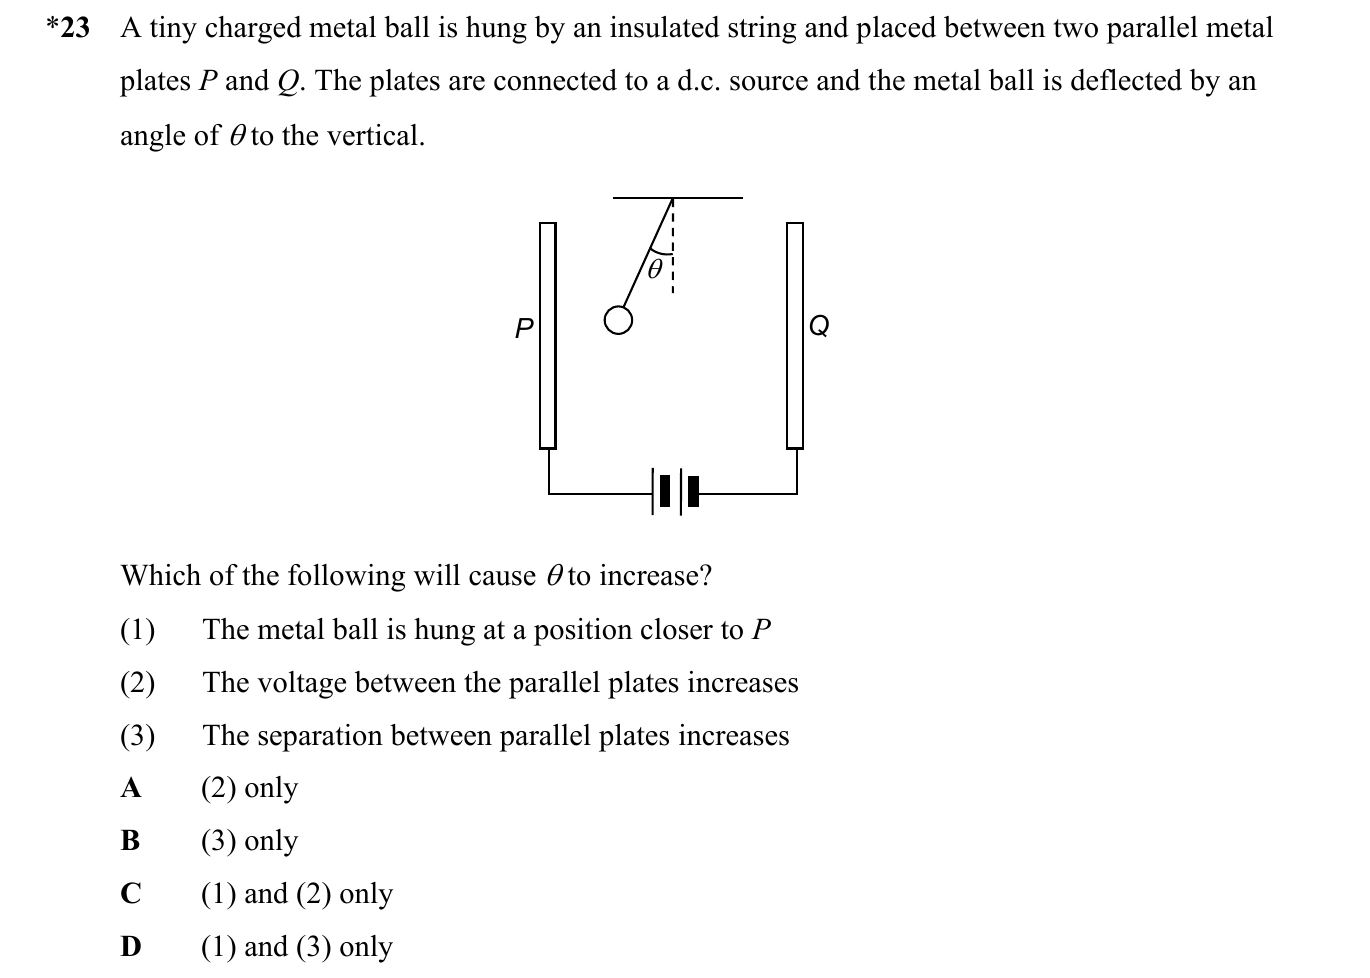 *23 A tiny charged metal ball is hung by an insulated string and placed between two parallel metal
plates P and Q. The plates are connected to a d.c. source and the metal ball is deflected by an
angle of θ to the vertical.
θ
P
Q
Which of the following will cause θ to increase?
(1) The metal ball is hung at a position closer to P
(2) The voltage between the parallel plates increases
(3) The separation between parallel plates increases
A (2) only
B (3) only
C (1) and (2) only
D (1) and (3) only